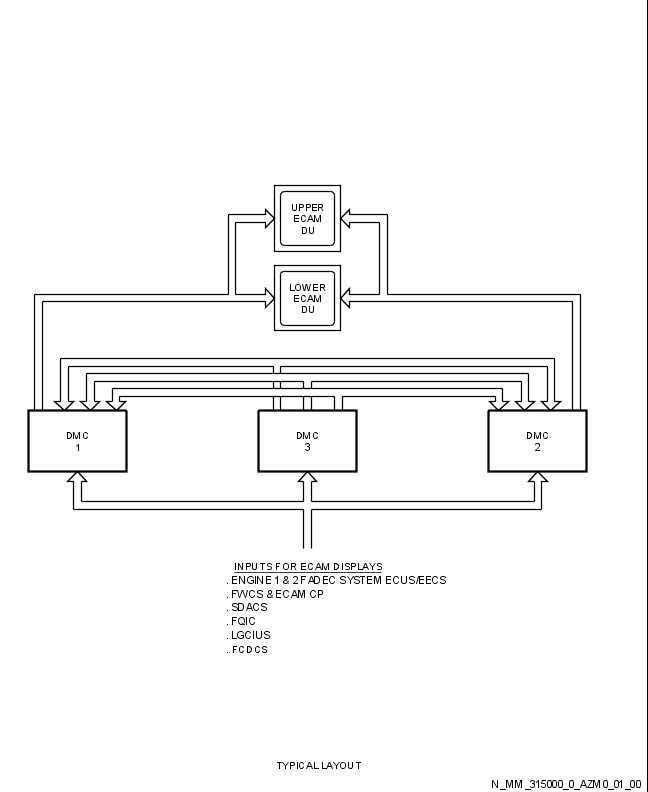 UPPER
ECAM
DU
LOWER
ECAM
DU
DMC
1
DMC
3
DMC
2
INPUTS FOR ECAM DISPLAYS
. ENGINE 1 & 2 FADEC SYSTEM ECUS/EECS
. FWCS & ECAM CP
. SDACS
. FQIC
. LGCIUS
. FCDCS
TYPICAL LAYOUT
N_MM_315000_0_AZM0_01_00